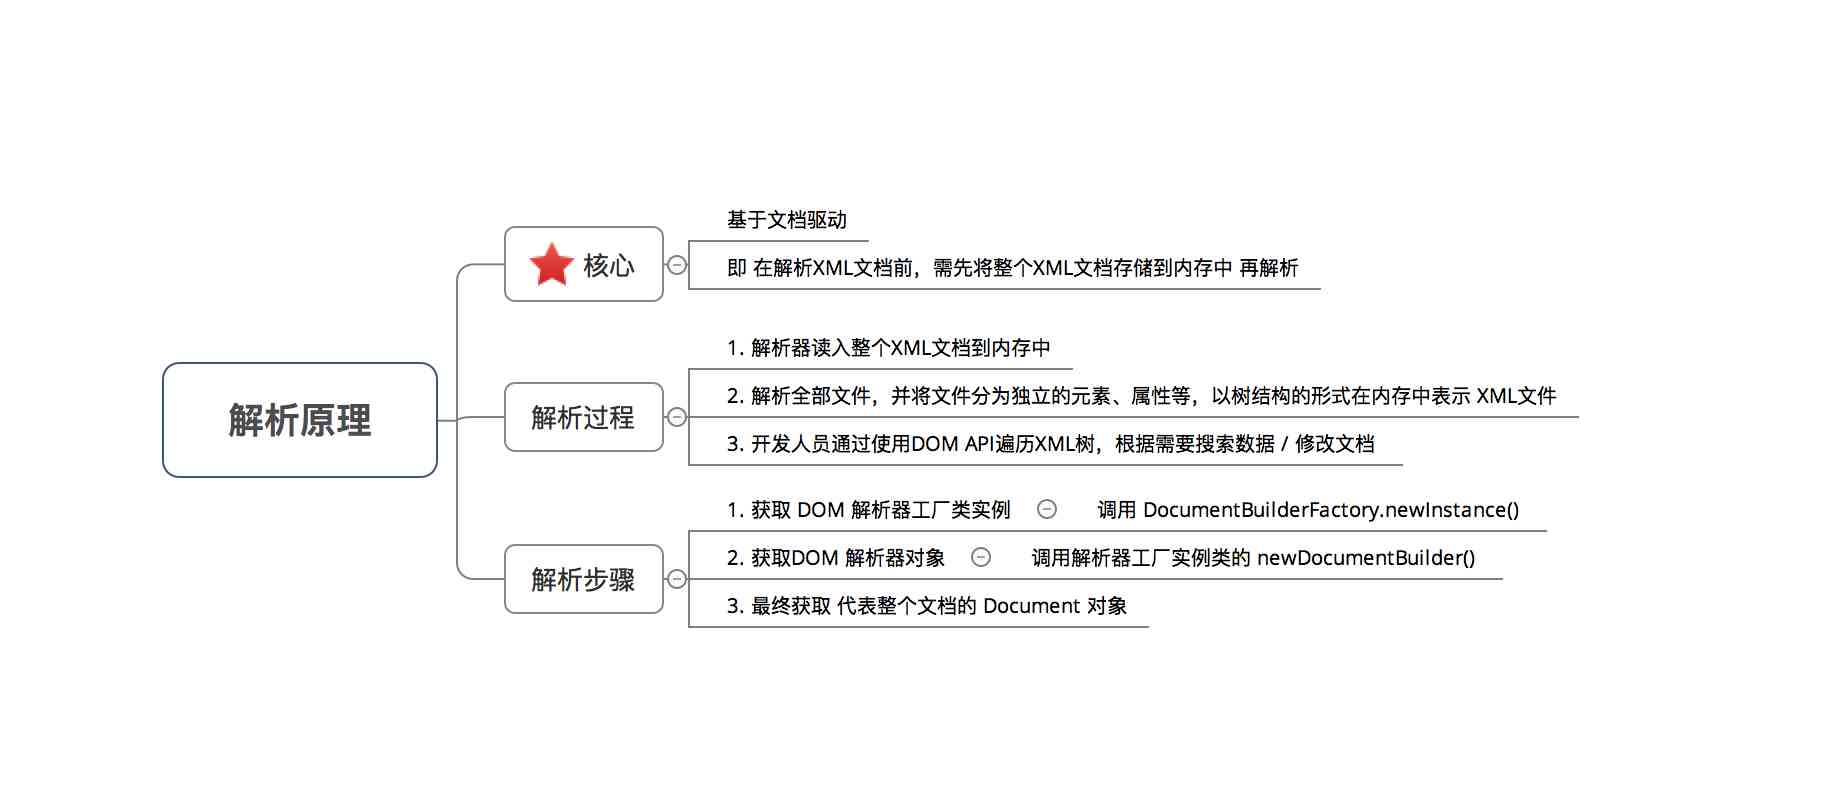 解析原理
核心
基于文档驱动
即 在解析XML文档前，需先将整个XML文档存储到内存中 再解析
解析过程
1. 解析器读入整个XML文档到内存中
2. 解析全部文件，并将文件分为独立的元素、属性等，以树结构的形式在内存中表示 XML文件
3. 开发人员通过使用DOM API遍历XML树，根据需要搜索数据 / 修改文档
解析步骤
1. 获取 DOM 解析器工厂类实例
调用 DocumentBuilderFactory.newInstance()
2. 获取DOM 解析器对象
调用解析器工厂实例类的 newDocumentBuilder()
3. 最终获取 代表整个文档的 Document 对象